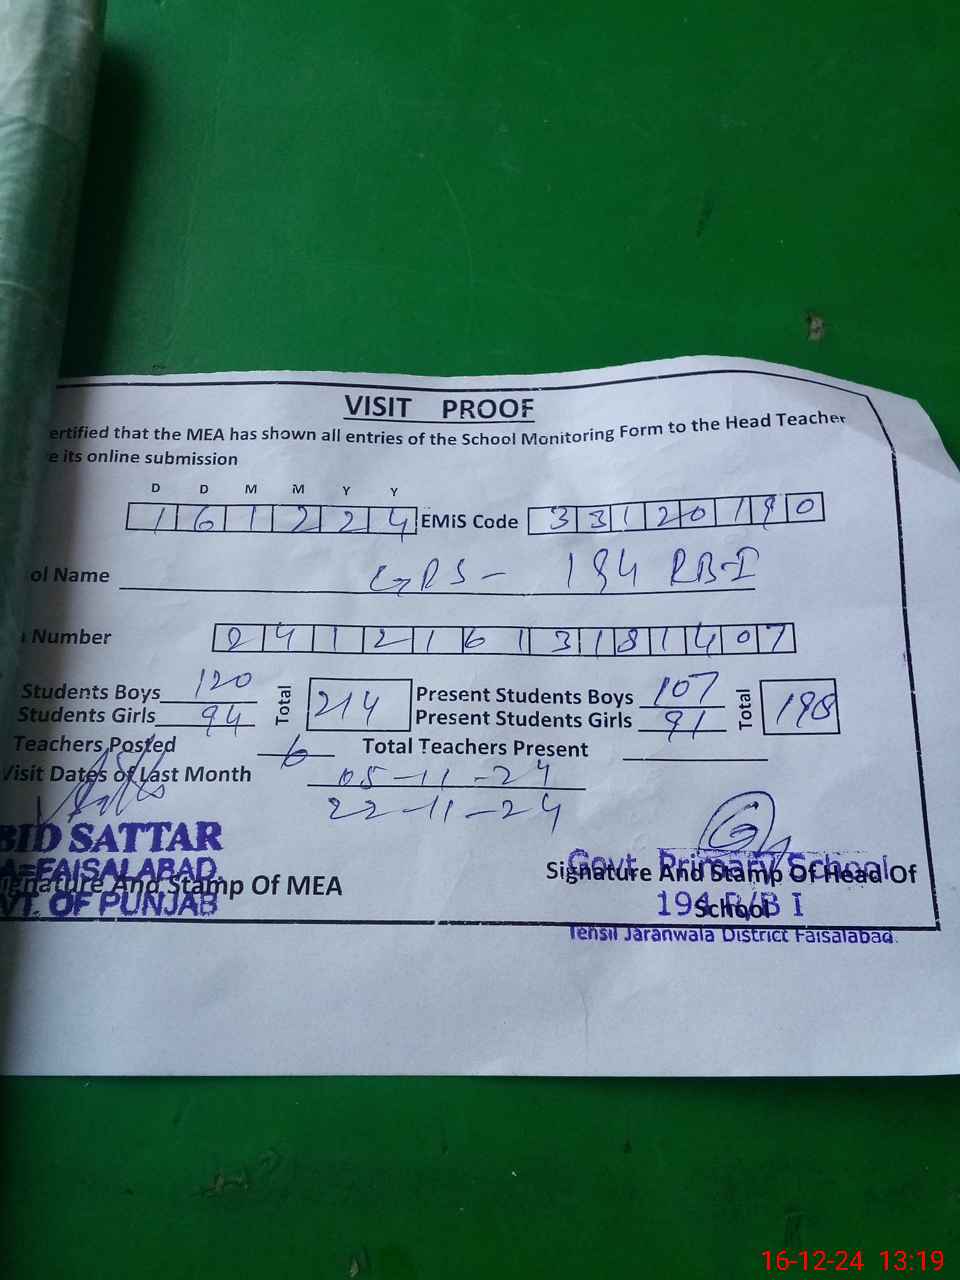 VISIT PROOF
ertified that the MEA has shown all entries of the School Monitoring Form to the Head Teacher
e its online submission
D D M M Y Y
1 6 1 2 2 4 EMiS Code 3 3 1 2 0 1 9 0
ol Name GPS - 194 RB-I
Number 2 4 1 2 1 6 1 3 1 8 1 4 0 7
Students Boys 120 Total 214 Present Students Boys 107 Total 198
Students Girls 94 Present Students Girls 91
Teachers Posted 6 Total Teachers Present
Visit Dates of Last Month 05-11-24
22-11-24
BID SATTAR
A-FAISALABAD
VT. OF PUNJAB
ignature And Stamp Of MEA
Signature And Stamp Of Head Of
School
Govt. Primary School
194 R/B I
Tehsil Jaranwala District Faisalabad.
16-12-24 13:19